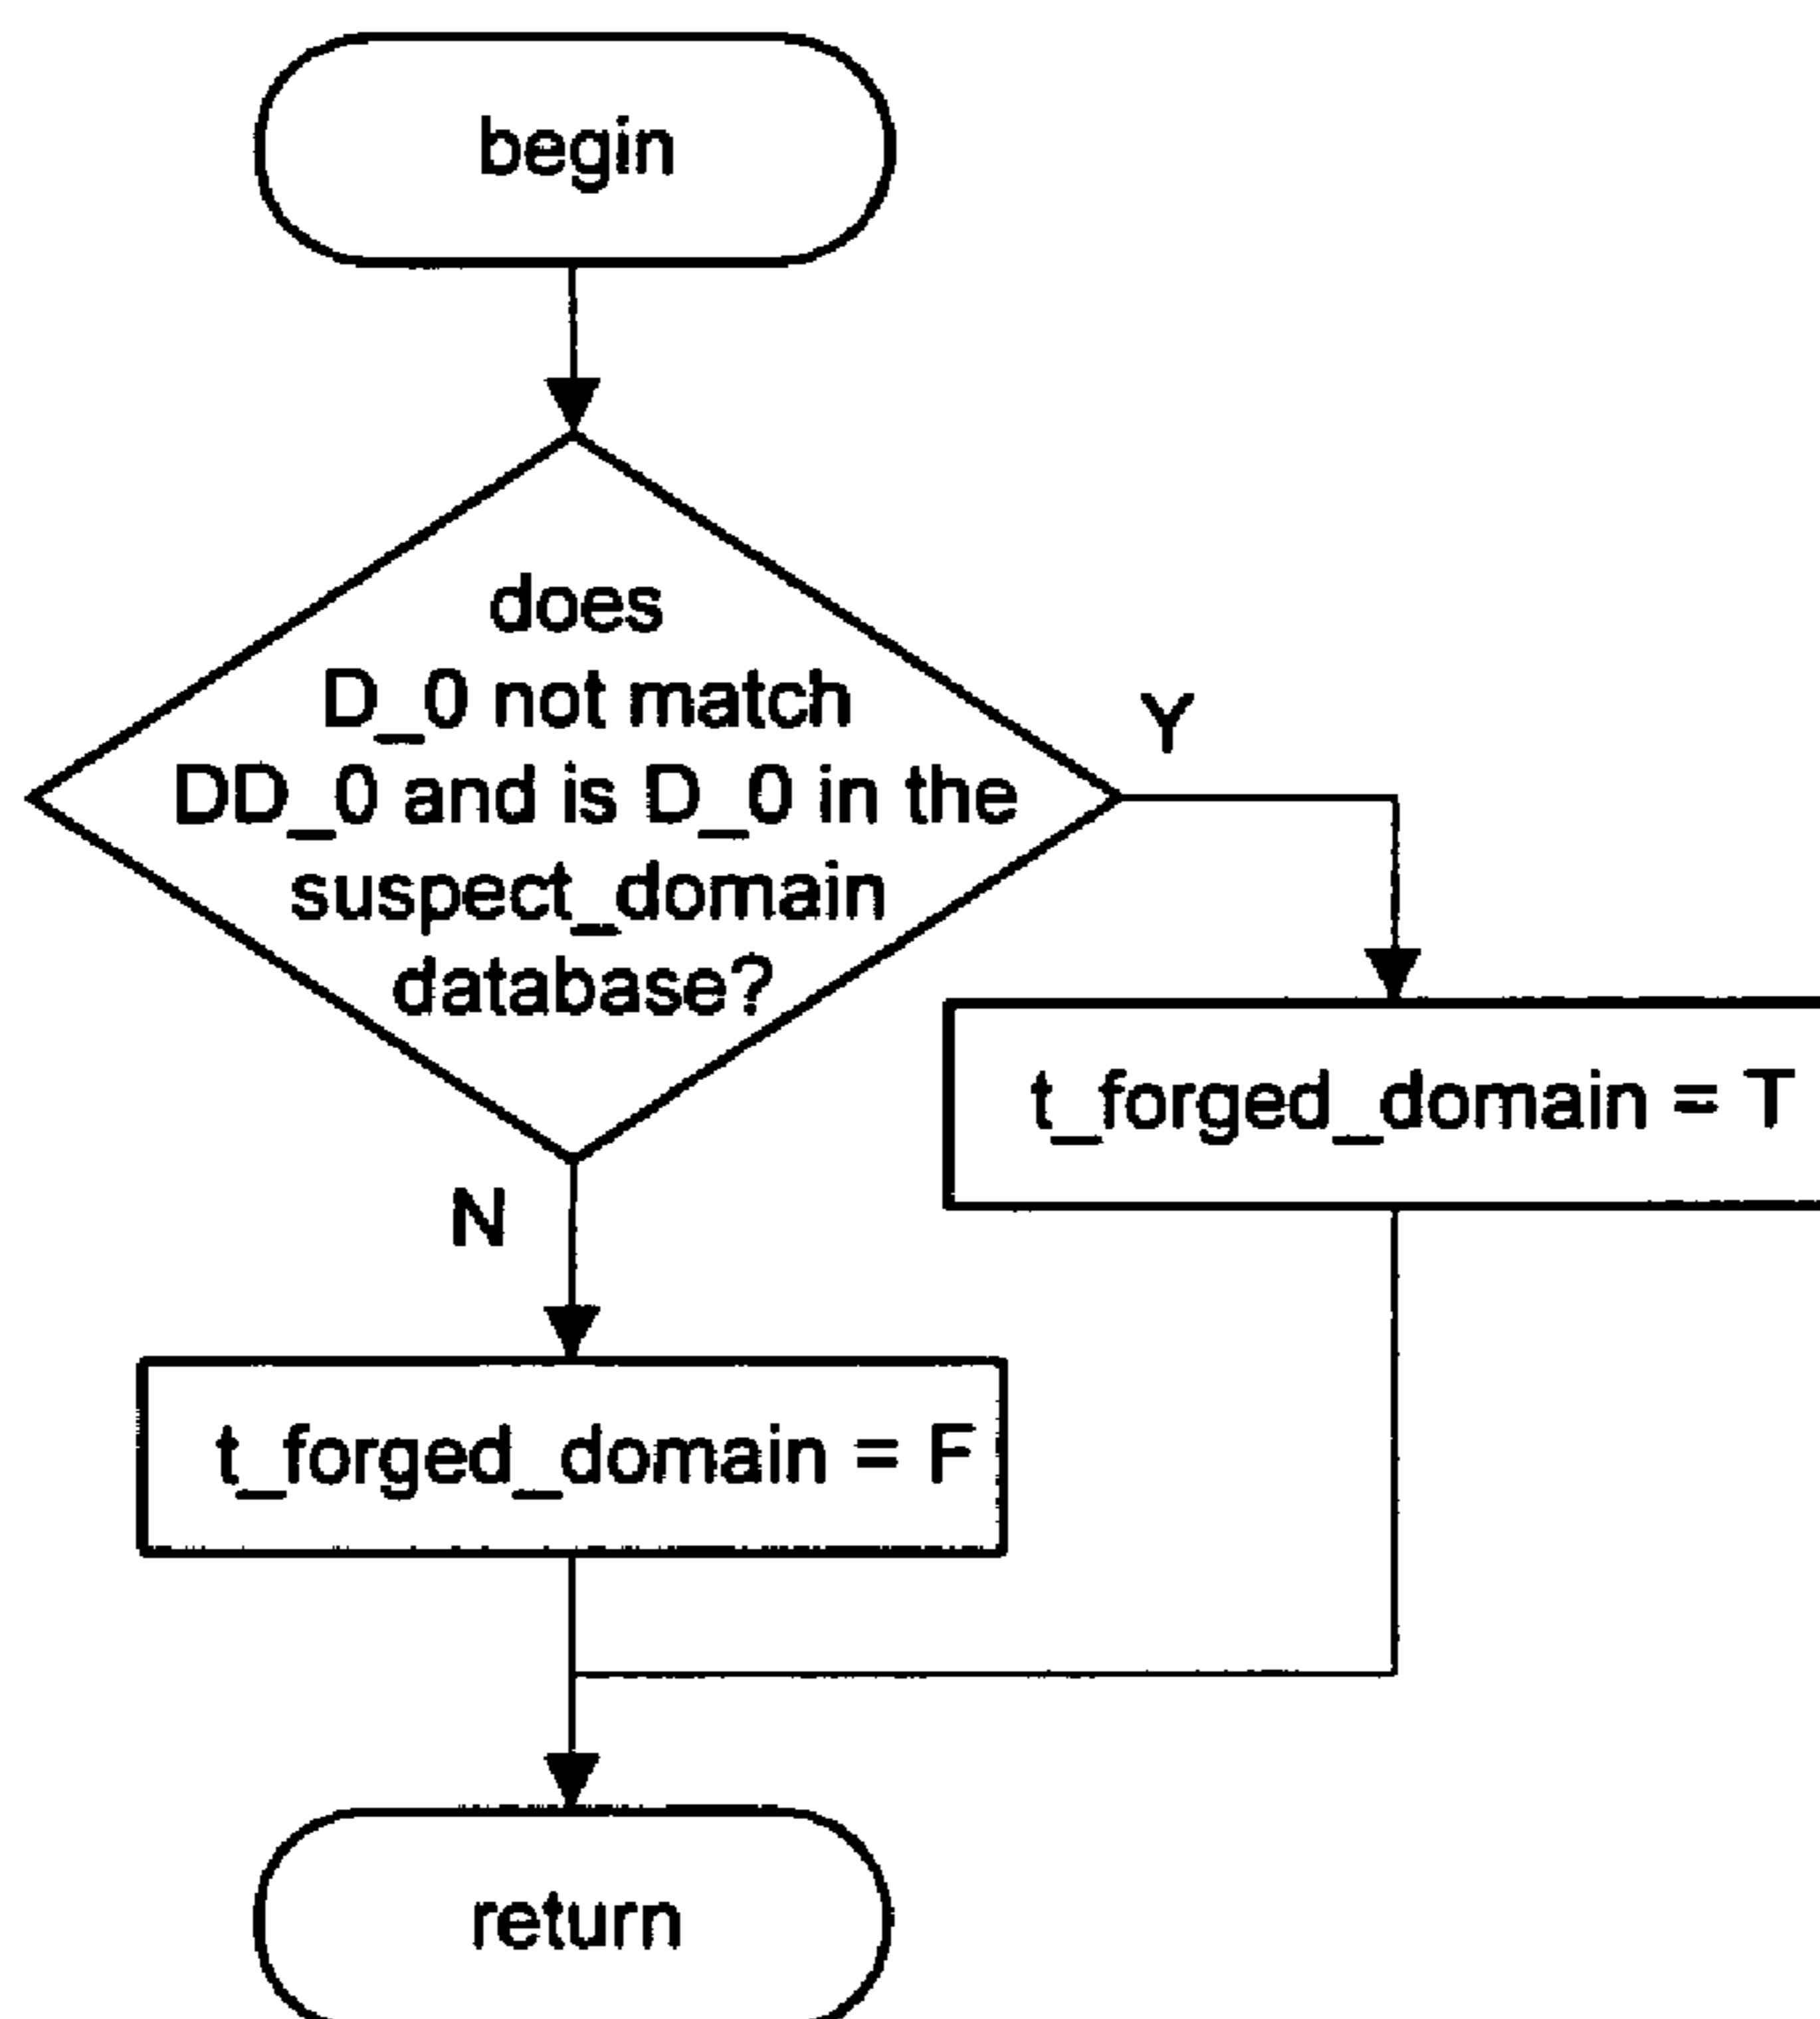 begin
does
D_0 not match
DD_0 and is D_0 in the
suspect_domain
database?
Y
t_forged_domain = T
N
t_forged_domain = F
return